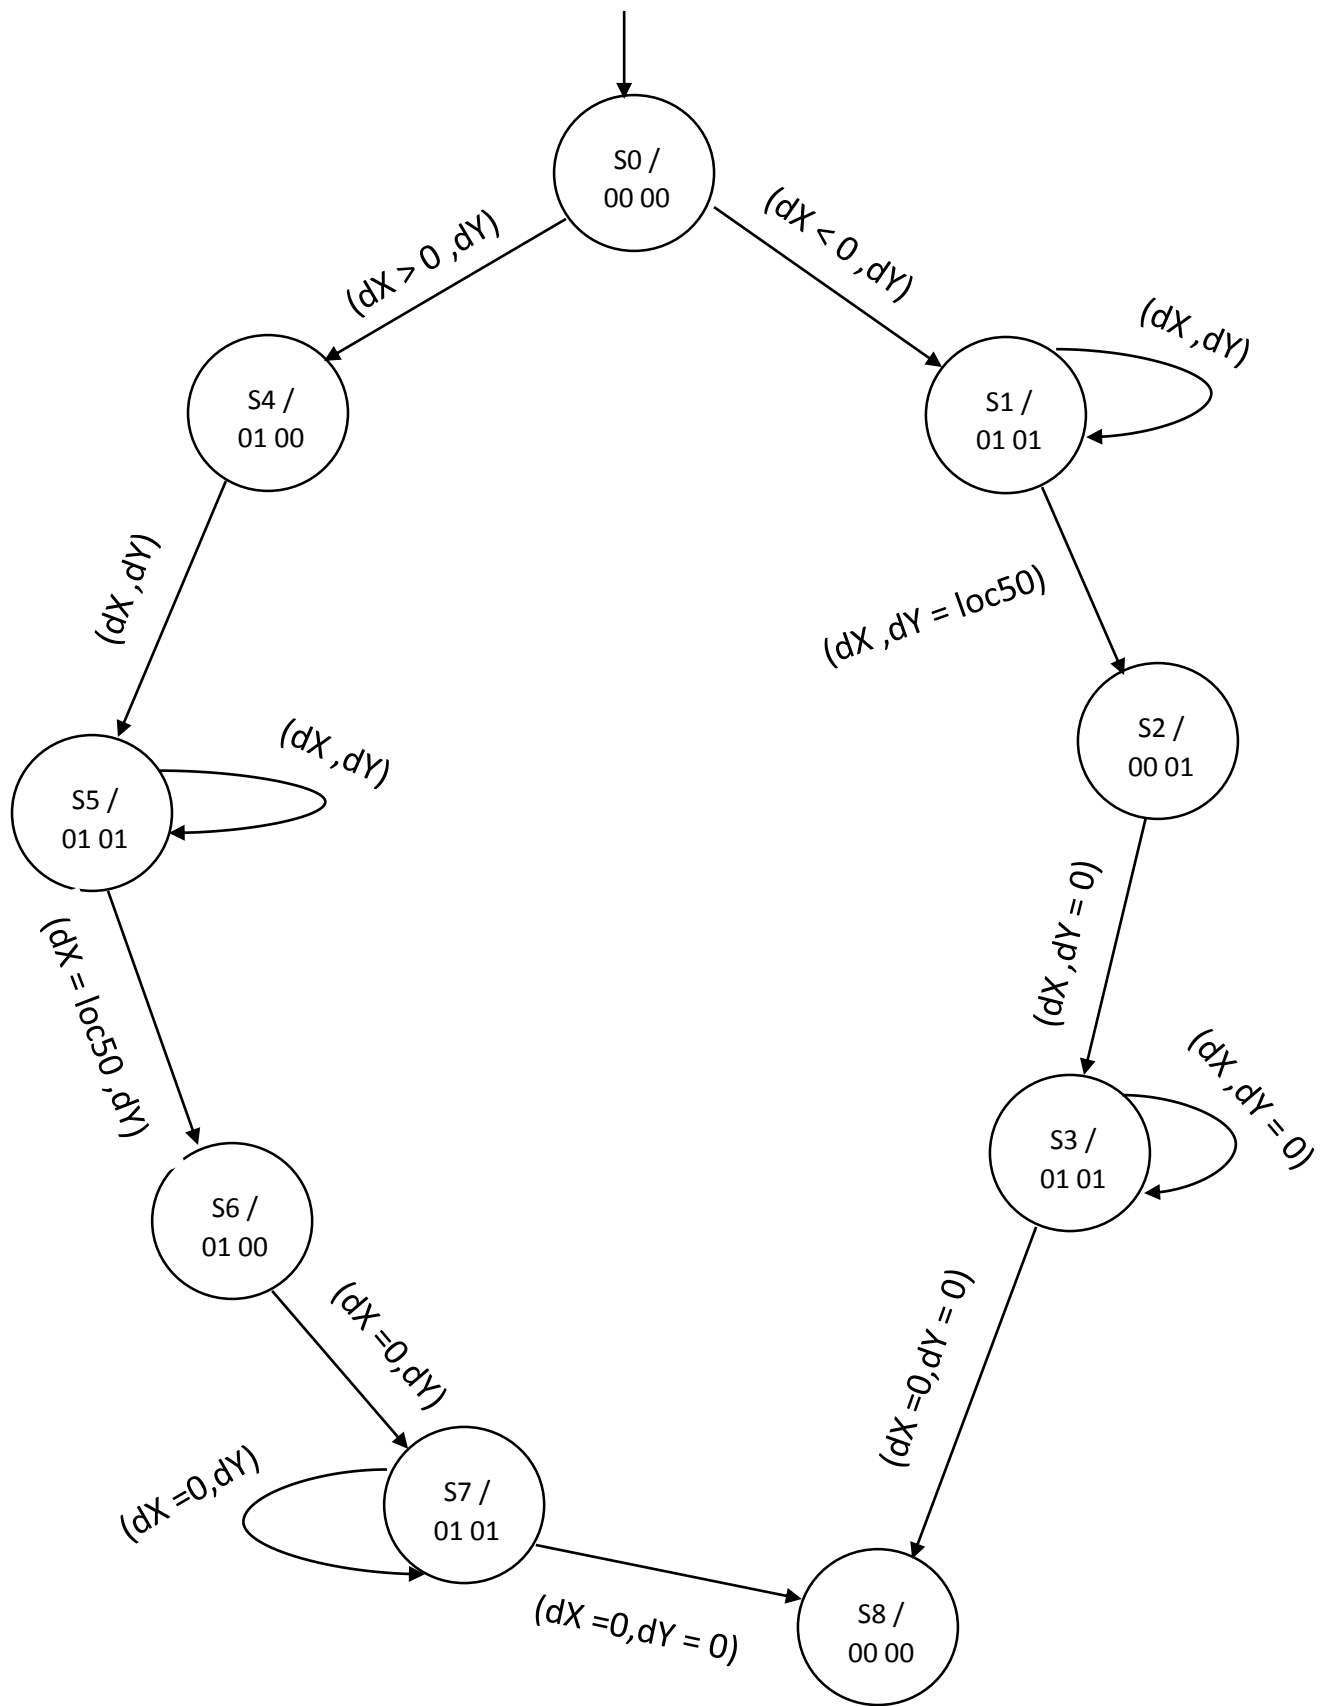 S0 /
00 00
(dX > 0 ,dY)
(dX < 0 ,dY)
(dX ,dY)
S4 /
01 00
S1 /
01 01
(dX ,dY)
(dX ,dY = loc50)
S2 /
00 01
(dX ,dY)
S5 /
01 01
(dX = loc50 ,dY)
(dX ,dY = 0)
(dX,dY = 0)
S3 /
01 01
S6 /
01 00
(dX =0,dY)
(dX =0,dY = 0)
(dX =0,dY)
S7 /
01 01
(dX =0,dY = 0)
S8 /
00 00